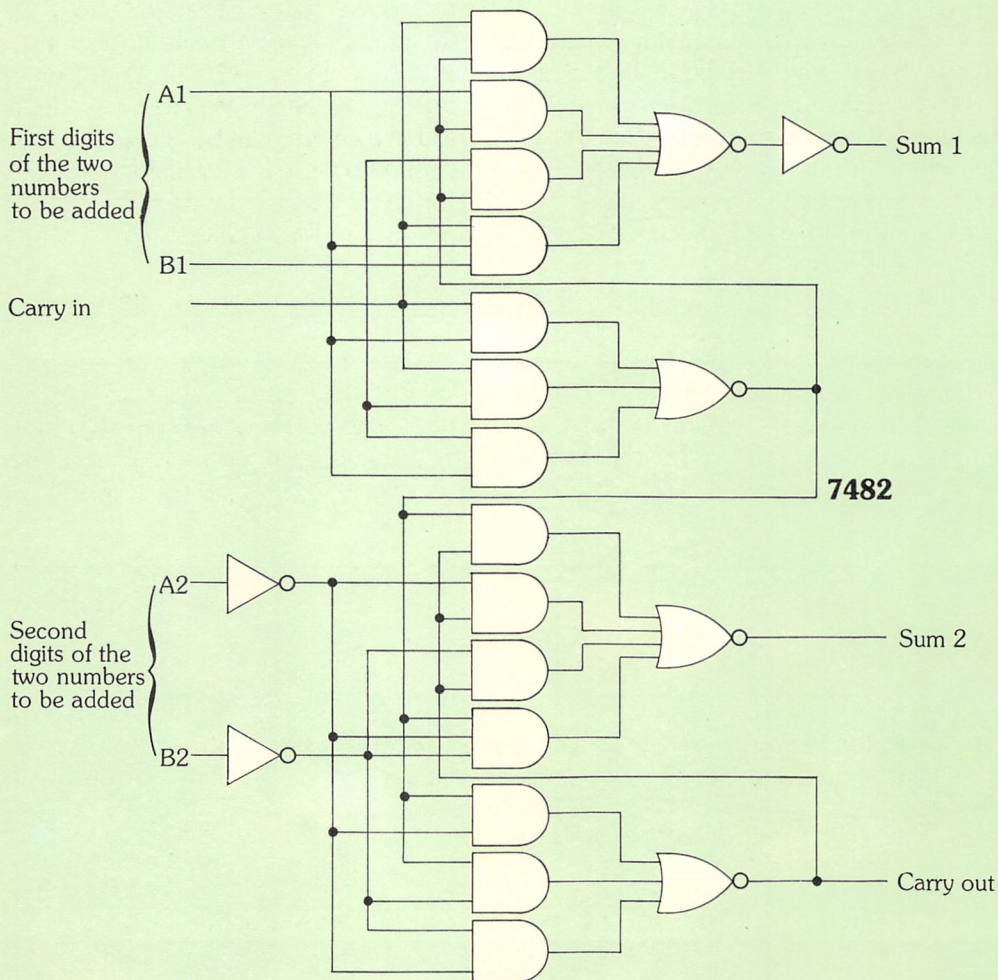 A1
First digits
of the two
numbers
to be added
B1
Carry in
Sum 1
7482
A2
Second
digits of the
two numbers
to be added
B2
Sum 2
Carry out